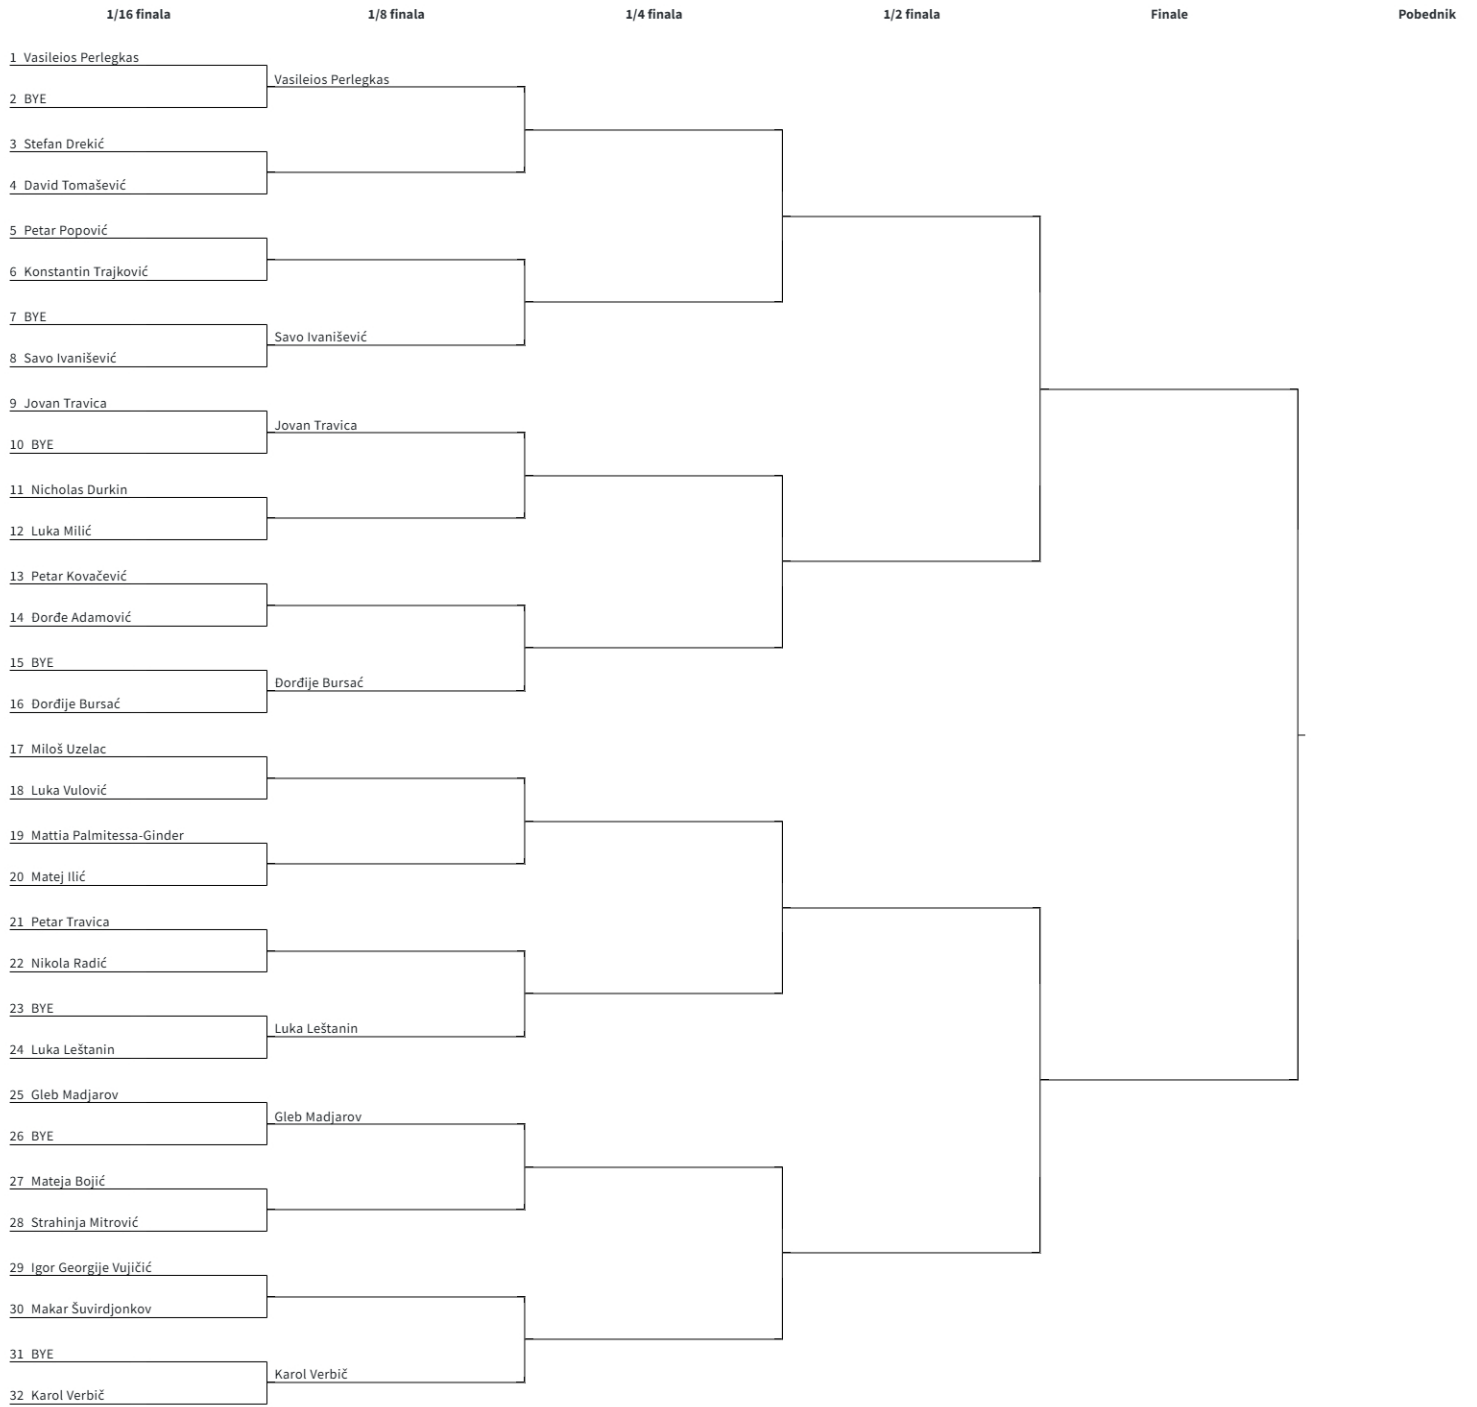 1/16 finala 1/8 finala 1/4 finala 1/2 finala Finale Pobednik
1 Vasileios Perlegkas
Vasileios Perlegkas
2 BYE
3 Stefan Drekić
4 David Tomašević
5 Petar Popović
6 Konstantin Trajković
7 BYE
Savo Ivanišević
8 Savo Ivanišević
9 Jovan Travica
Jovan Travica
10 BYE
11 Nicholas Durkin
12 Luka Milić
13 Petar Kovačević
14 Đorđe Adamović
15 BYE
Đorđije Bursać
16 Đorđije Bursać
17 Miloš Uzelac
18 Luka Vulović
19 Mattia Palmitessa-Ginder
20 Matej Ilić
21 Petar Travica
22 Nikola Radić
23 BYE
Luka Leštanin
24 Luka Leštanin
25 Gleb Madjarov
Gleb Madjarov
26 BYE
27 Mateja Bojić
28 Strahinja Mitrović
29 Igor Georgije Vujičić
30 Makar Šuvirdjonkov
31 BYE
Karol Verbič
32 Karol Verbič